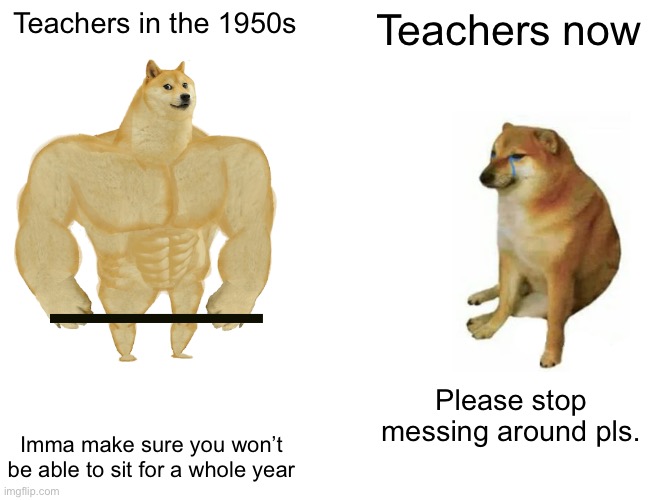 Teachers in the 1950s
Teachers now
Imma make sure you won’t
be able to sit for a whole year
Please stop
messing around pls.
imgflip.com